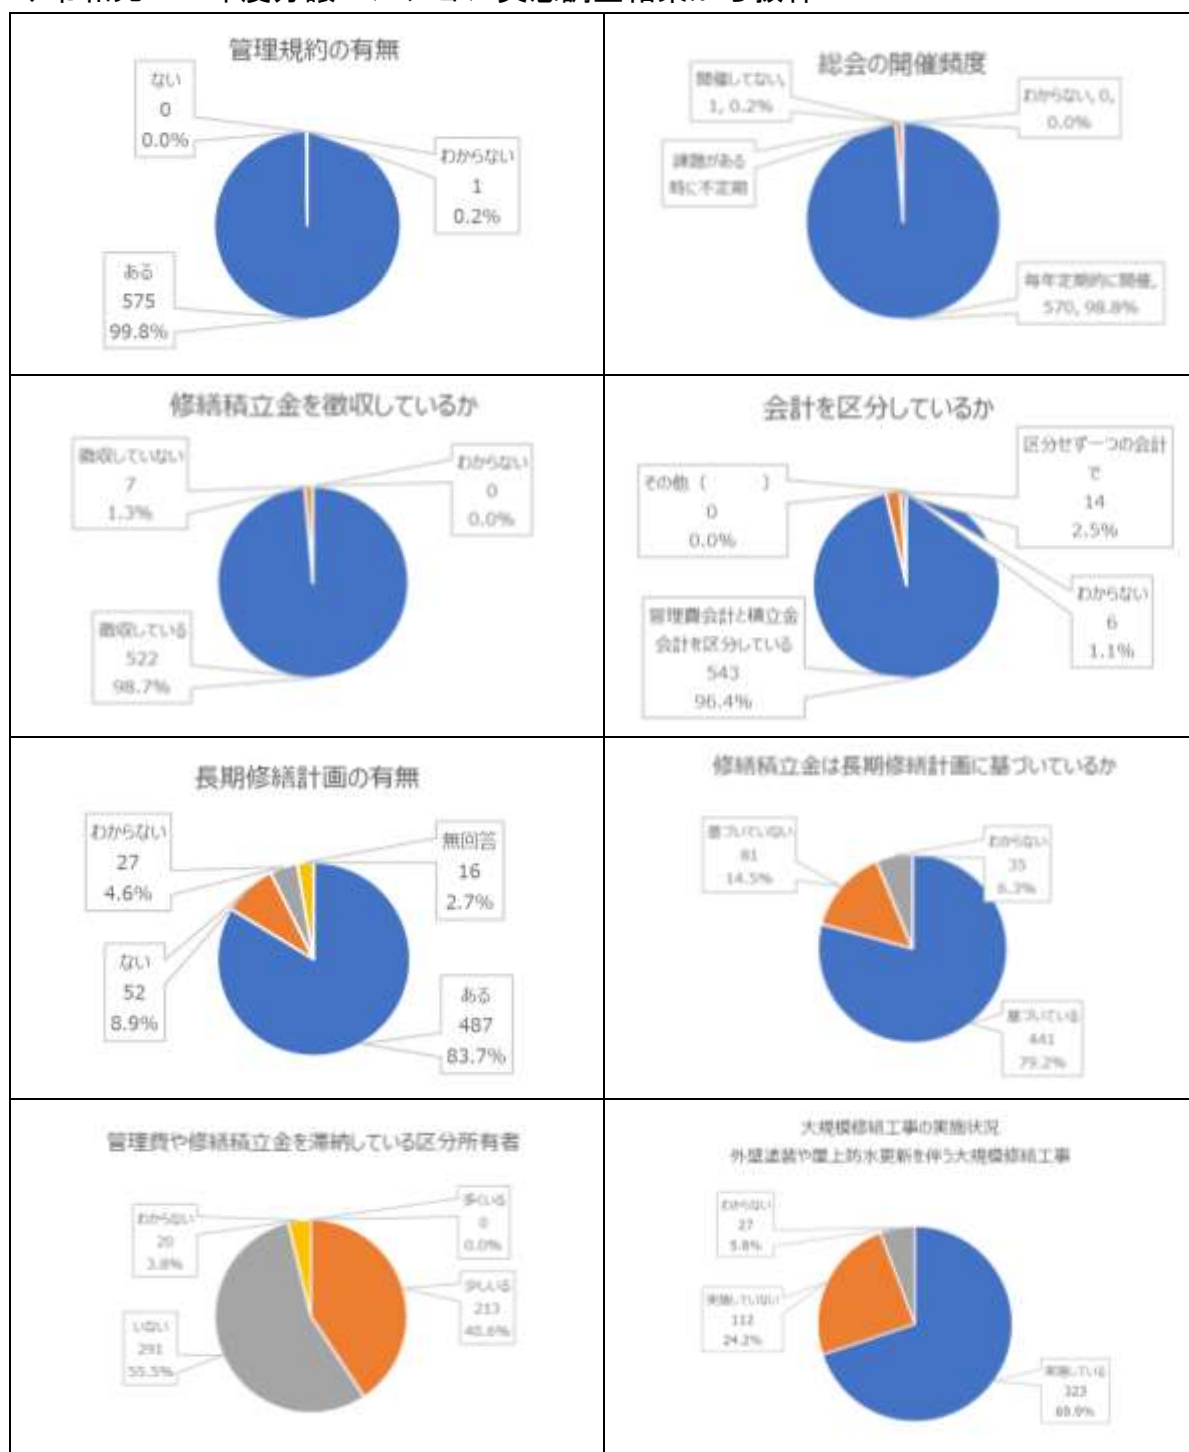 管理規約の有無
ない
0
0.0%
わからない
1
0.2%
ある
575
99.8%
総会の開催頻度
開催してない,
1, 0.2%
わからない, 0,
0.0%
課題がある
時に不定期
毎年定期的に開催,
570, 98.8%
修繕積立金を徴収しているか
徴収していない
7
1.3%
わからない
0
0.0%
徴収している
522
98.7%
会計を区分しているか
その他（　　　）
0
0.0%
区分せず一つの会計
で
14
2.5%
わからない
6
1.1%
管理費会計と積立金
会計を区分している
543
96.4%
長期修繕計画の有無
わからない
27
4.6%
無回答
16
2.7%
ない
52
8.9%
ある
487
83.7%
修繕積立金は長期修繕計画に基づいているか
基づいていない
81
14.5%
わからない
35
6.3%
基づいている
441
79.2%
管理費や修繕積立金を滞納している区分所有者
わからない
20
3.8%
多くいる
0
0.0%
少しいる
213
40.6%
いない
291
55.5%
大規模修繕工事の実施状況
外壁塗装や屋上防水更新を伴う大規模修繕工事
わからない
27
5.8%
実施していない
112
24.2%
実施している
323
69.9%